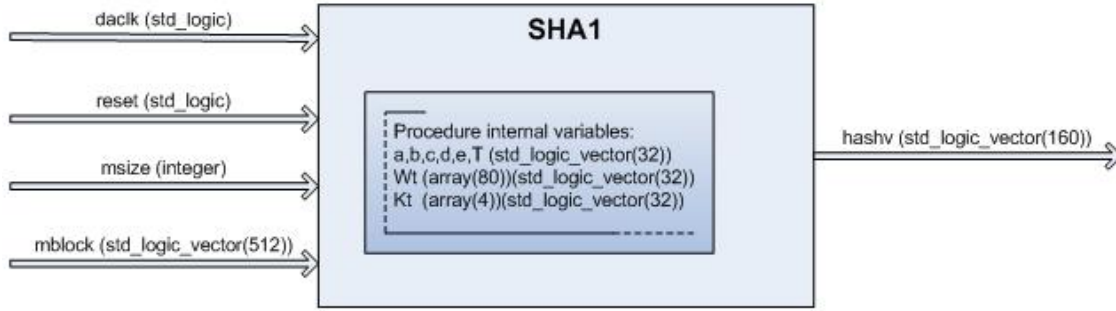 daclk (std_logic)
SHA1
reset (std_logic)
msize (integer)
mblock (std_logic_vector(512))
Procedure internal variables:
a,b,c,d,e,T (std_logic_vector(32))
Wt (array(80))(std_logic_vector(32))
Kt (array(4))(std_logic_vector(32))
hashv (std_logic_vector(160))